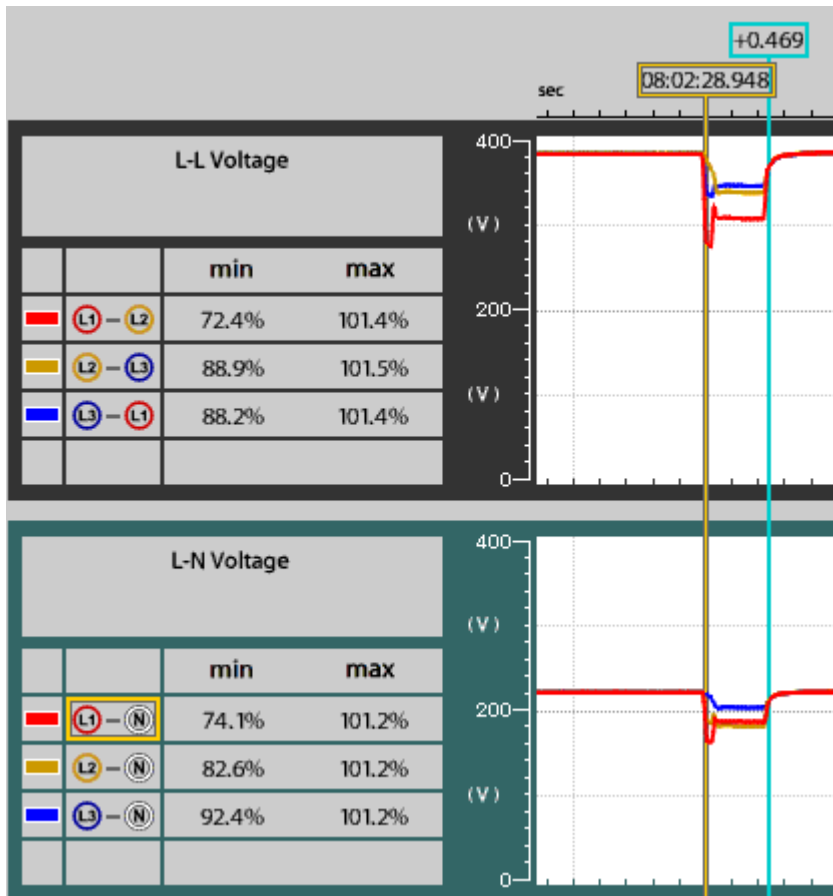 +0.469
08:02:28.948
sec
L-L Voltage
min max
L1 – L2 72.4% 101.4%
L2 – L3 88.9% 101.5%
L3 – L1 88.2% 101.4%
400
(V)
200
(V)
0
L-N Voltage
min max
L1 – N 74.1% 101.2%
L2 – N 82.6% 101.2%
L3 – N 92.4% 101.2%
400
(V)
200
(V)
0